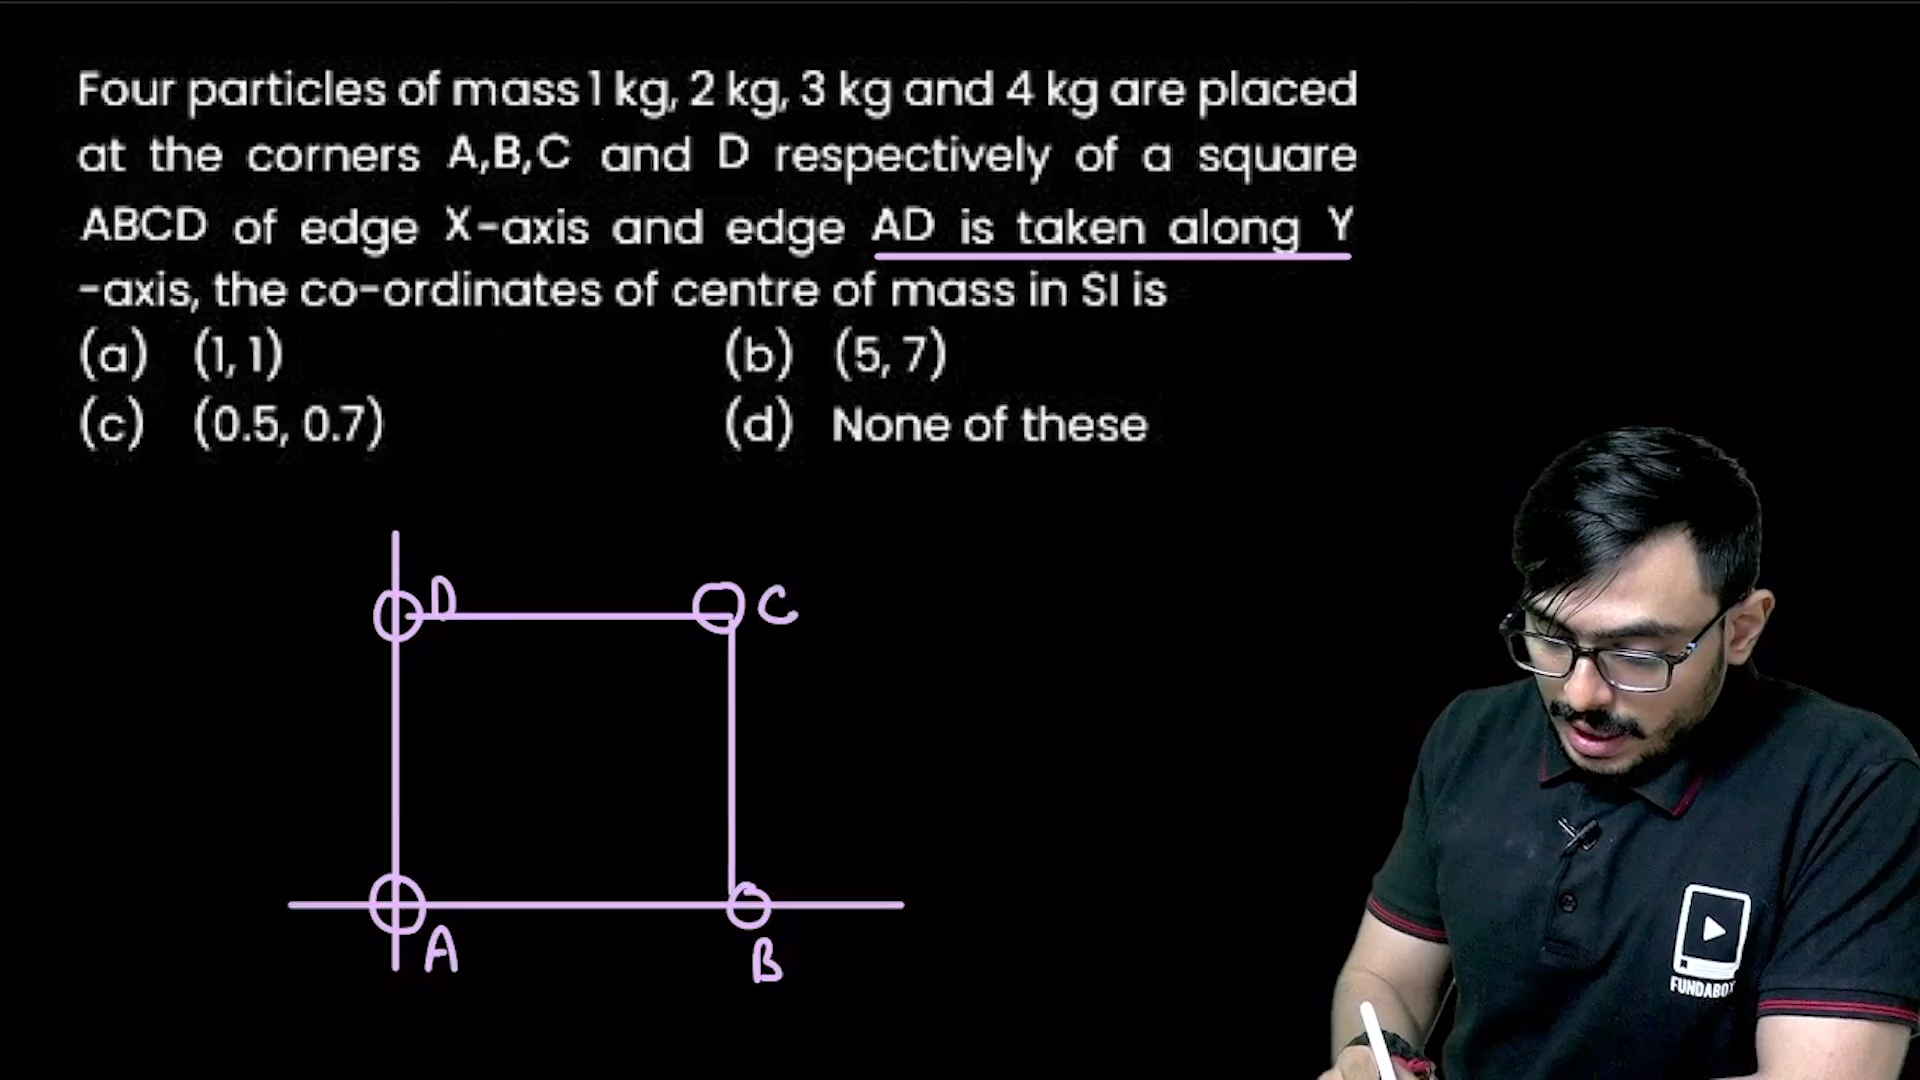 Four particles of mass 1 kg, 2 kg, 3 kg and 4 kg are placed
at the corners A,B,C and D respectively of a square
ABCD of edge X-axis and edge AD is taken along Y
-axis, the co-ordinates of centre of mass in SI is
(a) (1, 1) (b) (5, 7)
(c) (0.5, 0.7) (d) None of these
D C
A B
FUNDABOX